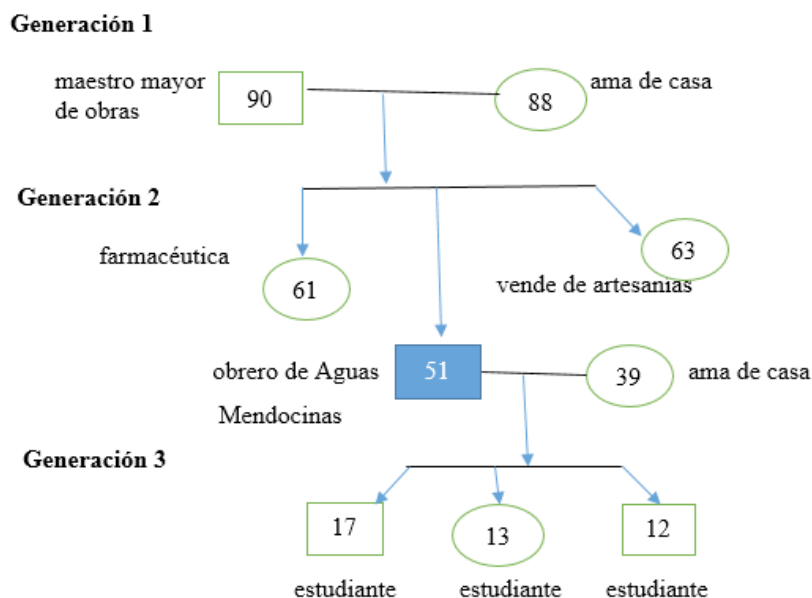 Generación 1
maestro mayor
de obras
90
88
ama de casa
Generación 2
farmacéutica
61
63
vende de artesanías
obrero de Aguas
Mendocinas
51
39
ama de casa
Generación 3
17
13
12
estudiante
estudiante
estudiante